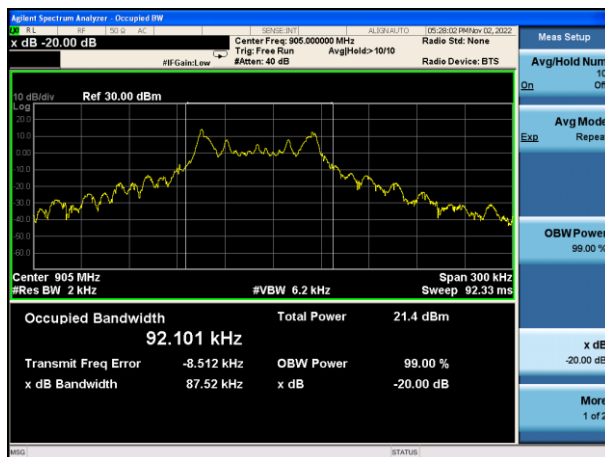 Agilent Spectrum Analyzer - Occupied BW
RL RF 50 Ω AC SENSE:INT ALIGNAUTO 05:28:02 PM Nov 02, 2022
x dB -20.00 dB
Center Freq: 905.000000 MHz
Radio Std: None
Trig: Free Run
Avg|Hold:>10/10
#IFGain:Low
#Atten: 40 dB
Radio Device: BTS
10 dB/div
Ref 30.00 dBm
Log
20.0
10.0
0.00
-10.0
-20.0
-30.0
-40.0
-50.0
-60.0
Center 905 MHz
Span 300 kHz
#Res BW 2 kHz
#VBW 6.2 kHz
Sweep 92.33 ms
Occupied Bandwidth
Total Power
21.4 dBm
92.101 kHz
Transmit Freq Error
-8.512 kHz
OBW Power
99.00 %
x dB Bandwidth
87.52 kHz
x dB
-20.00 dB
MSG
STATUS
Meas Setup
Avg/Hold Num
10
On
Off
Avg Mode
Exp
Repeat
OBW Power
99.00 %
x dB
-20.00 dB
More
1 of 2